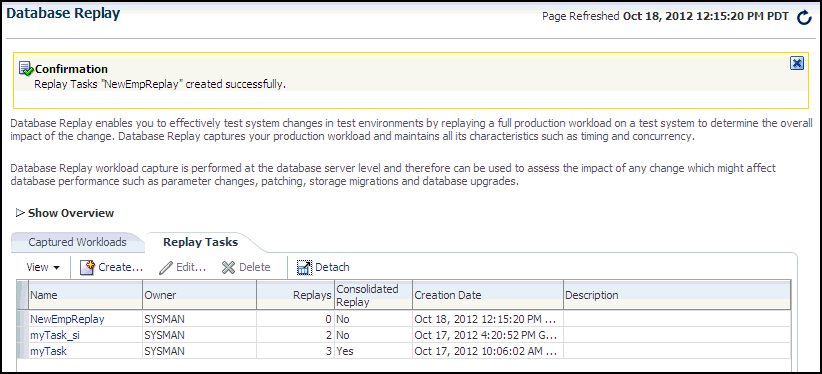 Database Replay
Page Refreshed Oct 18, 2012 12:15:20 PM PDT
Confirmation
Replay Tasks "NewEmpReplay" created successfully.
Database Replay enables you to effectively test system changes in test environments by replaying a full production workload on a test system to determine the overall
impact of the change. Database Replay captures your production workload and maintains all its characteristics such as timing and concurrency.
Database Replay workload capture is performed at the database server level and therefore can be used to assess the impact of any change which might affect
database performance such as parameter changes, patching, storage migrations and database upgrades.
Show Overview
Captured Workloads Replay Tasks
View Create... Edit... Delete Detach
Name Owner Replays Consolidated Replay Creation Date Description
NewEmpReplay SYSMAN 0 No Oct 18, 2012 12:15:20 PM ...
myTask_si SYSMAN 2 No Oct 17, 2012 4:20:52 PM G...
myTask SYSMAN 3 Yes Oct 17, 2012 10:06:02 AM ...